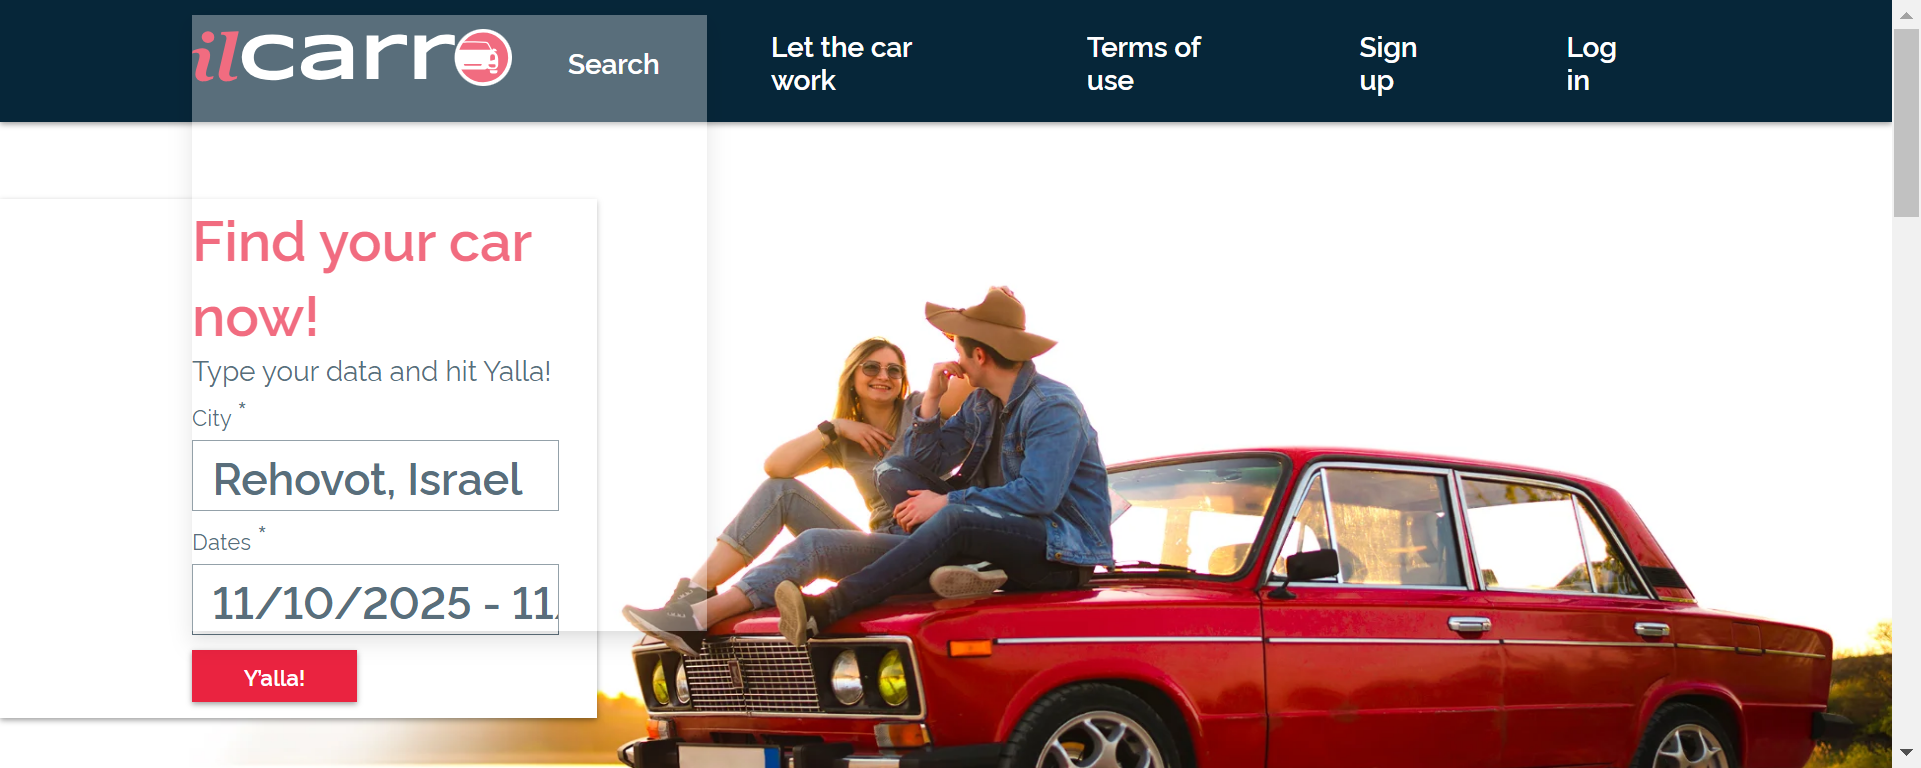 ilcarro
Search
Let the car
work
Terms of
use
Sign
up
Log
in
Find your car
now!
Type your data and hit Yalla!
City *
Rehovot, Israel
Dates *
11/10/2025 - 11/
Y'alla!